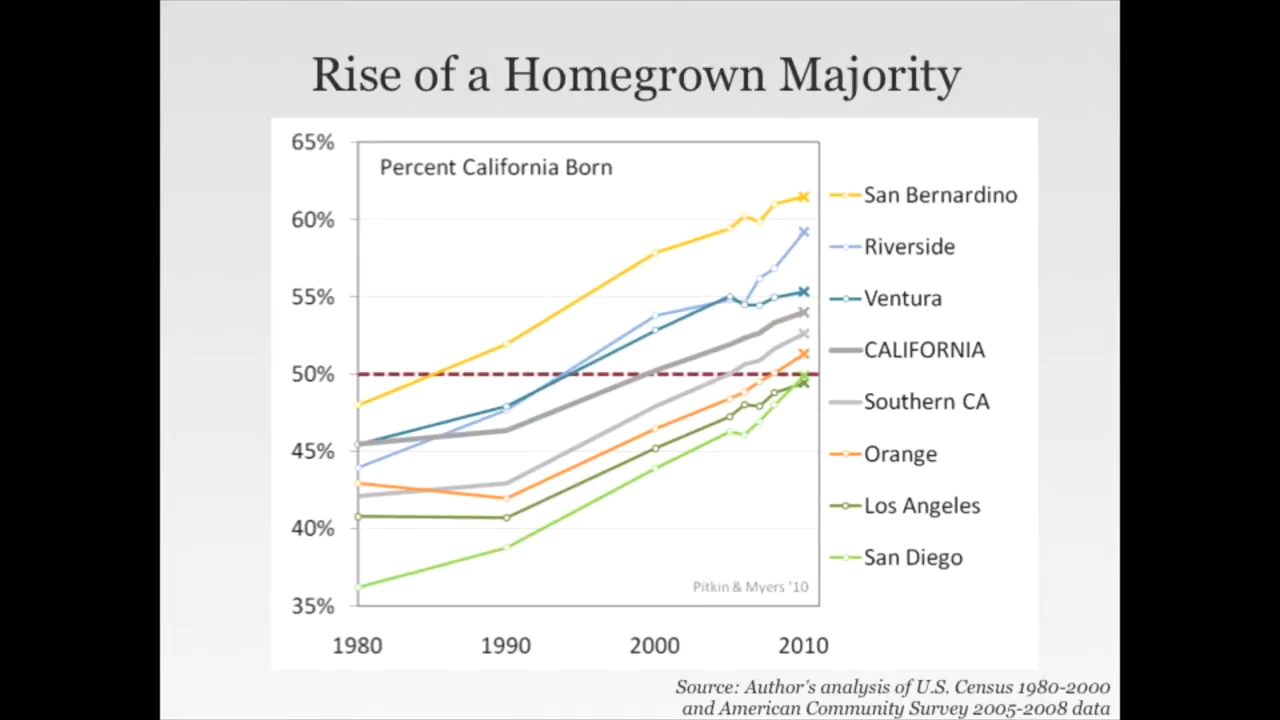 Rise of a Homegrown Majority
Percent California Born
65%
60%
55%
50%
45%
40%
35%
1980 1990 2000 2010
San Bernardino
Riverside
Ventura
CALIFORNIA
Southern CA
Orange
Los Angeles
San Diego
Pitkin & Myers '10
Source: Author's analysis of U.S. Census 1980-2000
and American Community Survey 2005-2008 data